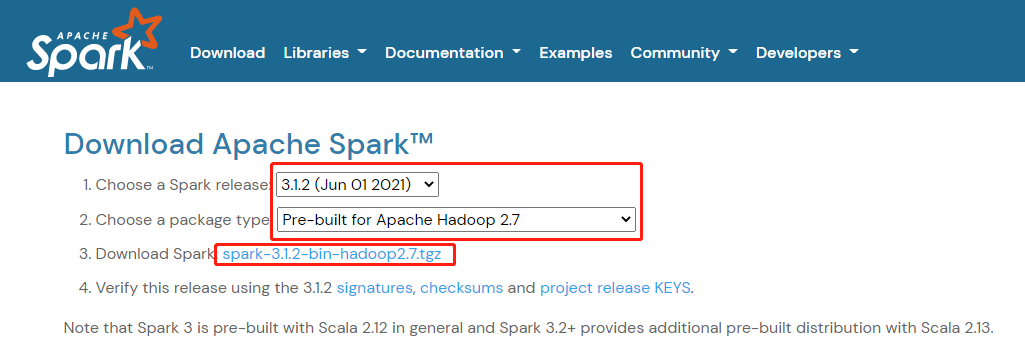 APACHE
Spark™
Download Libraries Documentation Examples Community Developers
Download Apache Spark™
1. Choose a Spark release: 3.1.2 (Jun 01 2021)
2. Choose a package type: Pre-built for Apache Hadoop 2.7
3. Download Spark: spark-3.1.2-bin-hadoop2.7.tgz
4. Verify this release using the 3.1.2 signatures, checksums and project release KEYS.
Note that Spark 3 is pre-built with Scala 2.12 in general and Spark 3.2+ provides additional pre-built distribution with Scala 2.13.